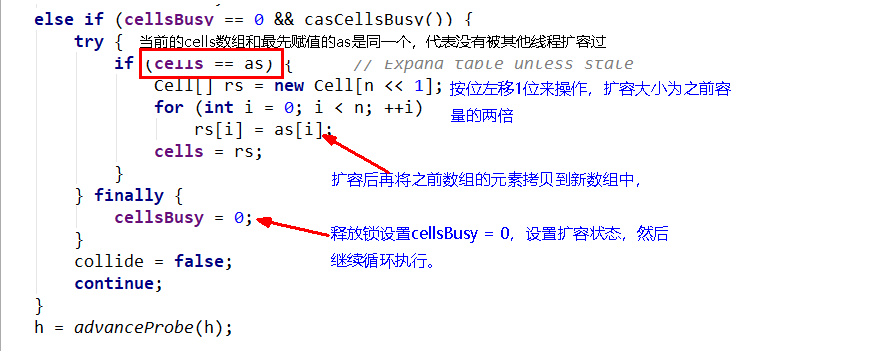 else if (cellsBusy == 0 && casCellsBusy()) {
try { 当前的cells数组和最先赋值的as是同一个，代表没有被其他线程扩容过
if (cells == as) { // Expand table unless stale
Cell[] rs = new Cell[n << 1]; 按位左移1位来操作，扩容大小为之前容
for (int i = 0; i < n; ++i) 量的两倍
rs[i] = as[i];
cells = rs;
扩容后再将之前数组的元素拷贝到新数组中，
}
} finally {
cellsBusy = 0; 释放锁设置cellsBusy = 0，设置扩容状态，然后
} 继续循环执行。
collide = false;
continue;
}
h = advanceProbe(h);